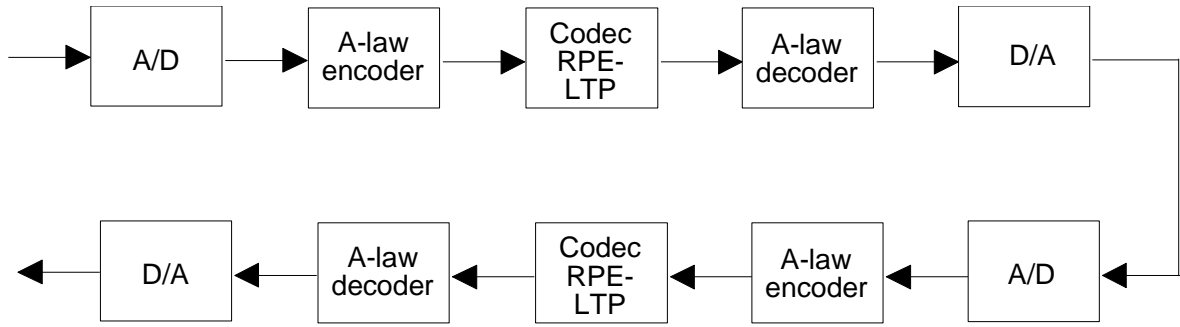 A/D
A-law
encoder
Codec
RPE-
LTP
A-law
decoder
D/A
D/A
A-law
decoder
Codec
RPE-
LTP
A-law
encoder
A/D